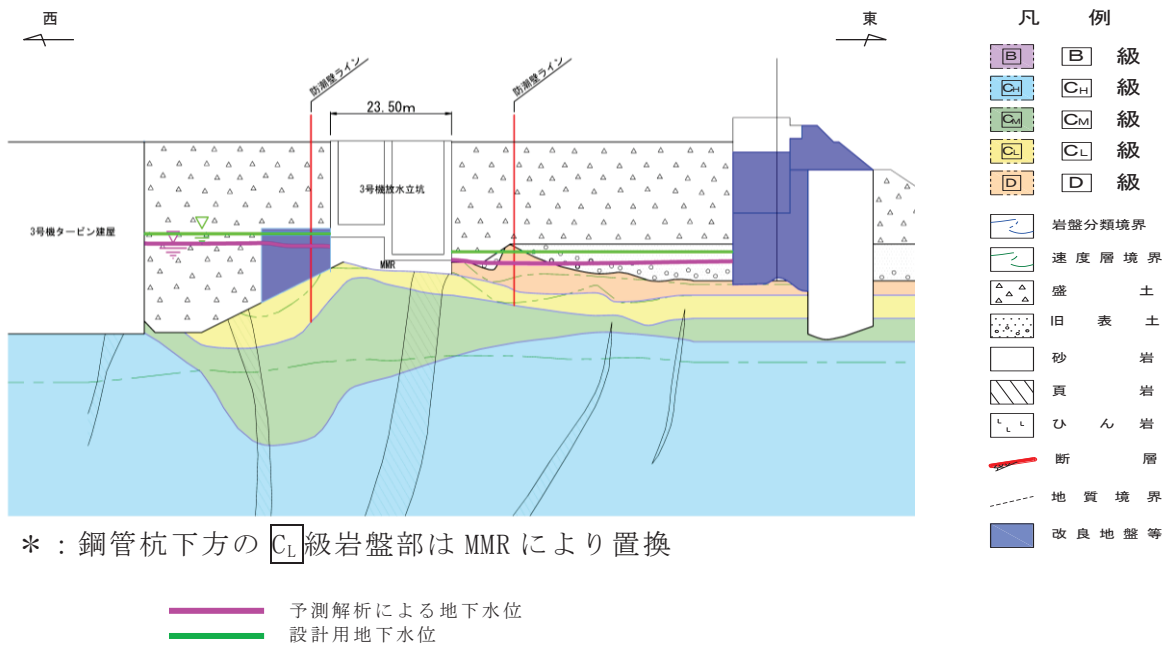 西
東
防潮壁ライン
防潮壁ライン
23.50m
3号機放水立坑
3号機タービン建屋
MMR
凡 例
B B 級
CH CH 級
CM CM 級
CL CL 級
D D 級
岩盤分類境界
速度層境界
盛土
旧表土
砂岩
頁岩
ひん岩
断層
地質境界
改良地盤等
＊：鋼管杭下方の CL 級岩盤部は MMR により置換
予測解析による地下水位
設計用地下水位